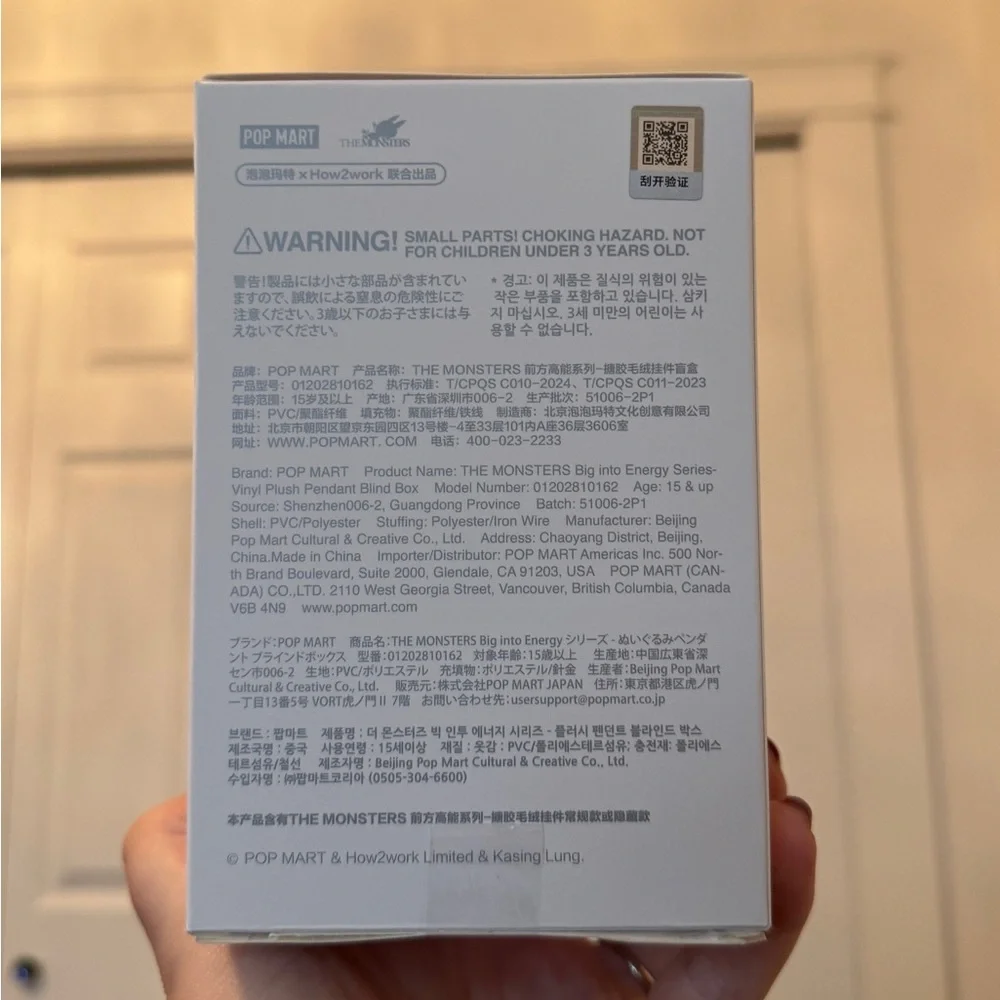 POP MART
THE MONSTERS
泡泡玛特 × How2work 联合出品
刮开验证
WARNING! SMALL PARTS! CHOKING HAZARD. NOT
FOR CHILDREN UNDER 3 YEARS OLD.
警告！製品には小さな部品が含まれてい
ますので、誤飲による窒息の危険性にご
注意ください。3歳以下のお子さまには与
えないでください。
* 경고: 이 제품은 질식의 위험이 있는
작은 부품을 포함하고 있습니다. 삼키
지 마십시오. 3세 미만의 어린이는 사
용할 수 없습니다.
品牌：POP MART 产品名称：THE MONSTERS 前方高能系列-搪胶毛绒挂件盲盒
产品型号：01202810162 执行标准：T/CPQS C010-2024、T/CPQS C011-2023
年龄范围：15岁及以上 产地：广东省深圳市006-2 生产批次：51006-2P1
面料：PVC/聚酯纤维 填充物：聚酯纤维/铁线 制造商：北京泡泡玛特文化创意有限公司
地址：北京市朝阳区望京东园四区13号楼-4至33层101内A座36层3606室
网址：WWW.POPMART.COM 电话：400-023-2233
Brand: POP MART Product Name: THE MONSTERS Big into Energy Series-
Vinyl Plush Pendant Blind Box Model Number: 01202810162 Age: 15 & up
Source: Shenzhen006-2, Guangdong Province Batch: 51006-2P1
Shell: PVC/Polyester Stuffing: Polyester/Iron Wire Manufacturer: Beijing
Pop Mart Cultural & Creative Co., Ltd. Address: Chaoyang District, Beijing,
China.Made in China Importer/Distributor: POP MART Americas Inc. 500 Nor-
th Brand Boulevard, Suite 2000, Glendale, CA 91203, USA POP MART (CAN-
ADA) CO.,LTD. 2110 West Georgia Street, Vancouver, British Columbia, Canada
V6B 4N9 www.popmart.com
ブランド：POP MART 商品名：THE MONSTERS Big into Energy シリーズ - ぬいぐるみペンダ
ント ブラインドボックス 型番：01202810162 対象年齢：15歳以上 生産地：中国広東省深
セン市006-2 生地：PVC/ポリエステル 充填物：ポリエステル/針金 生産者：Beijing Pop Mart
Cultural & Creative Co., Ltd. 販売元：株式会社POP MART JAPAN 住所：東京都港区虎ノ門
一丁目13番5号 VORT虎ノ門Ⅱ 7階 お問い合わせ先：usersupport@popmart.co.jp
브랜드 : 팝마트 제품명 : 더 몬스터즈 빅 인투 에너지 시리즈 - 플러시 펜던트 블라인드 박스
제조국명 : 중국 사용연령 : 15세이상 재질 : 옷감 : PVC/폴리에스테르섬유; 충전재: 폴리에스
테르섬유/철선 제조자명 : Beijing Pop Mart Cultural & Creative Co., Ltd.
수입자명 : ㈜팝마트코리아 (0505-304-6600)
本产品含有THE MONSTERS 前方高能系列-搪胶毛绒挂件常规款或隐藏款
© POP MART & How2work Limited & Kasing Lung.